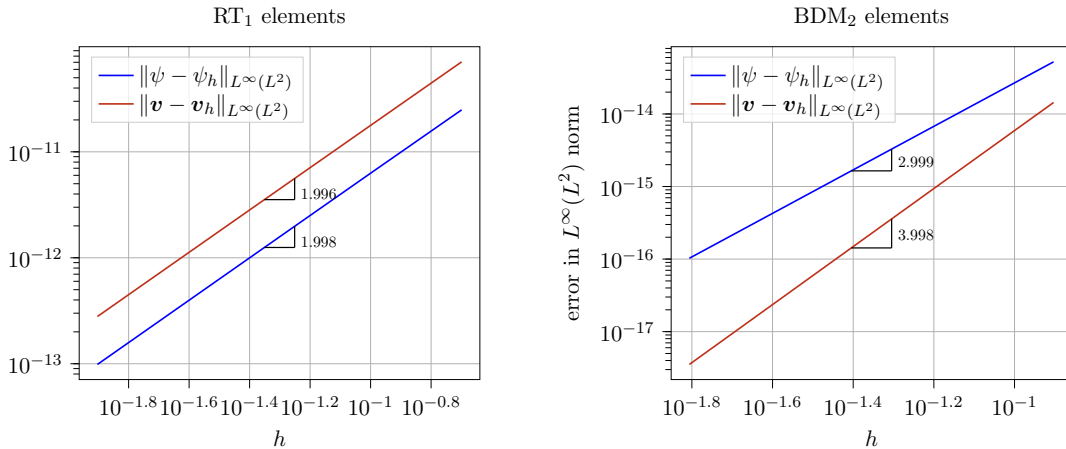 RT₁ elements
‖ψ − ψₕ‖_{L^∞(L²)}
‖𝒗 − 𝒗ₕ‖_{L^∞(L²)}
10⁻¹¹
10⁻¹²
10⁻¹³
1.996
1.998
10^{−1.8}
10^{−1.6}
10^{−1.4}
10^{−1.2}
10^{−1}
10^{−0.8}
h
BDM₂ elements
error in L^∞(L²) norm
‖ψ − ψₕ‖_{L^∞(L²)}
‖𝒗 − 𝒗ₕ‖_{L^∞(L²)}
10⁻¹⁴
10⁻¹⁵
10⁻¹⁶
10⁻¹⁷
2.999
3.998
10^{−1.8}
10^{−1.6}
10^{−1.4}
10^{−1.2}
10^{−1}
h